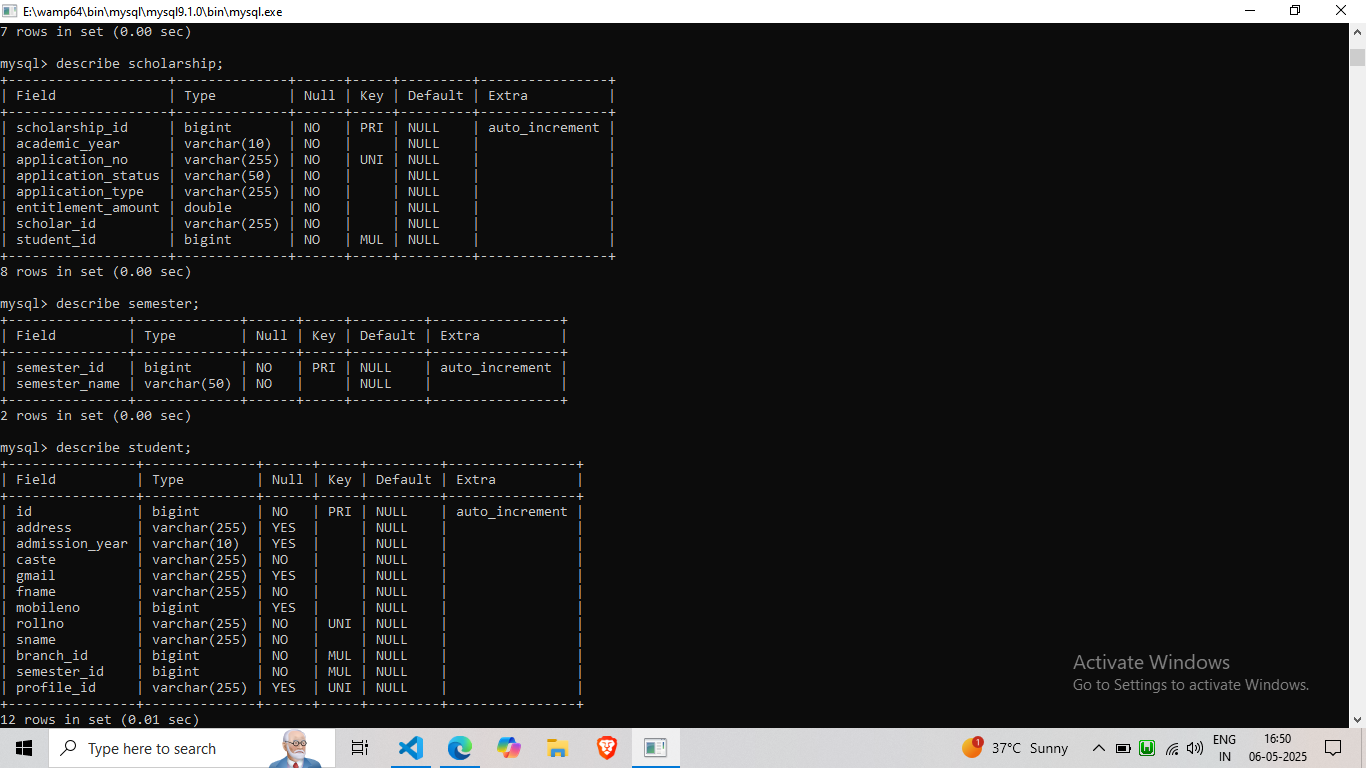 E:\wamp64\bin\mysql\mysql9.1.0\bin\mysql.exe
7 rows in set (0.00 sec)
mysql> describe scholarship;
+--------------------+--------------+------+-----+---------+----------------+
| Field              | Type         | Null | Key | Default | Extra          |
+--------------------+--------------+------+-----+---------+----------------+
| scholarship_id     | bigint       | NO   | PRI | NULL    | auto_increment |
| academic_year      | varchar(10)  | NO   |     | NULL    |                |
| application_no     | varchar(255) | NO   | UNI | NULL    |                |
| application_status | varchar(50)  | NO   |     | NULL    |                |
| application_type   | varchar(255) | NO   |     | NULL    |                |
| entitlement_amount | double       | NO   |     | NULL    |                |
| scholar_id         | varchar(255) | NO   |     | NULL    |                |
| student_id         | bigint       | NO   | MUL | NULL    |                |
+--------------------+--------------+------+-----+---------+----------------+
8 rows in set (0.00 sec)
mysql> describe semester;
+---------------+-------------+------+-----+---------+----------------+
| Field         | Type        | Null | Key | Default | Extra          |
+---------------+-------------+------+-----+---------+----------------+
| semester_id   | bigint      | NO   | PRI | NULL    | auto_increment |
| semester_name | varchar(50) | NO   |     | NULL    |                |
+---------------+-------------+------+-----+---------+----------------+
2 rows in set (0.00 sec)
mysql> describe student;
+----------------+--------------+------+-----+---------+----------------+
| Field          | Type         | Null | Key | Default | Extra          |
+----------------+--------------+------+-----+---------+----------------+
| id             | bigint       | NO   | PRI | NULL    | auto_increment |
| address        | varchar(255) | YES  |     | NULL    |                |
| admission_year | varchar(10)  | YES  |     | NULL    |                |
| caste          | varchar(255) | NO   |     | NULL    |                |
| gmail          | varchar(255) | YES  |     | NULL    |                |
| fname          | varchar(255) | NO   |     | NULL    |                |
| mobileno       | bigint       | YES  |     | NULL    |                |
| rollno         | varchar(255) | NO   | UNI | NULL    |                |
| sname          | varchar(255) | NO   |     | NULL    |                |
| branch_id      | bigint       | NO   | MUL | NULL    |                |
| semester_id    | bigint       | NO   | MUL | NULL    |                |
| profile_id     | varchar(255) | YES  | UNI | NULL    |                |
+----------------+--------------+------+-----+---------+----------------+
12 rows in set (0.01 sec)
Activate Windows
Go to Settings to activate Windows.
Type here to search
1
37°C Sunny
ENG
IN
16:50
06-05-2025